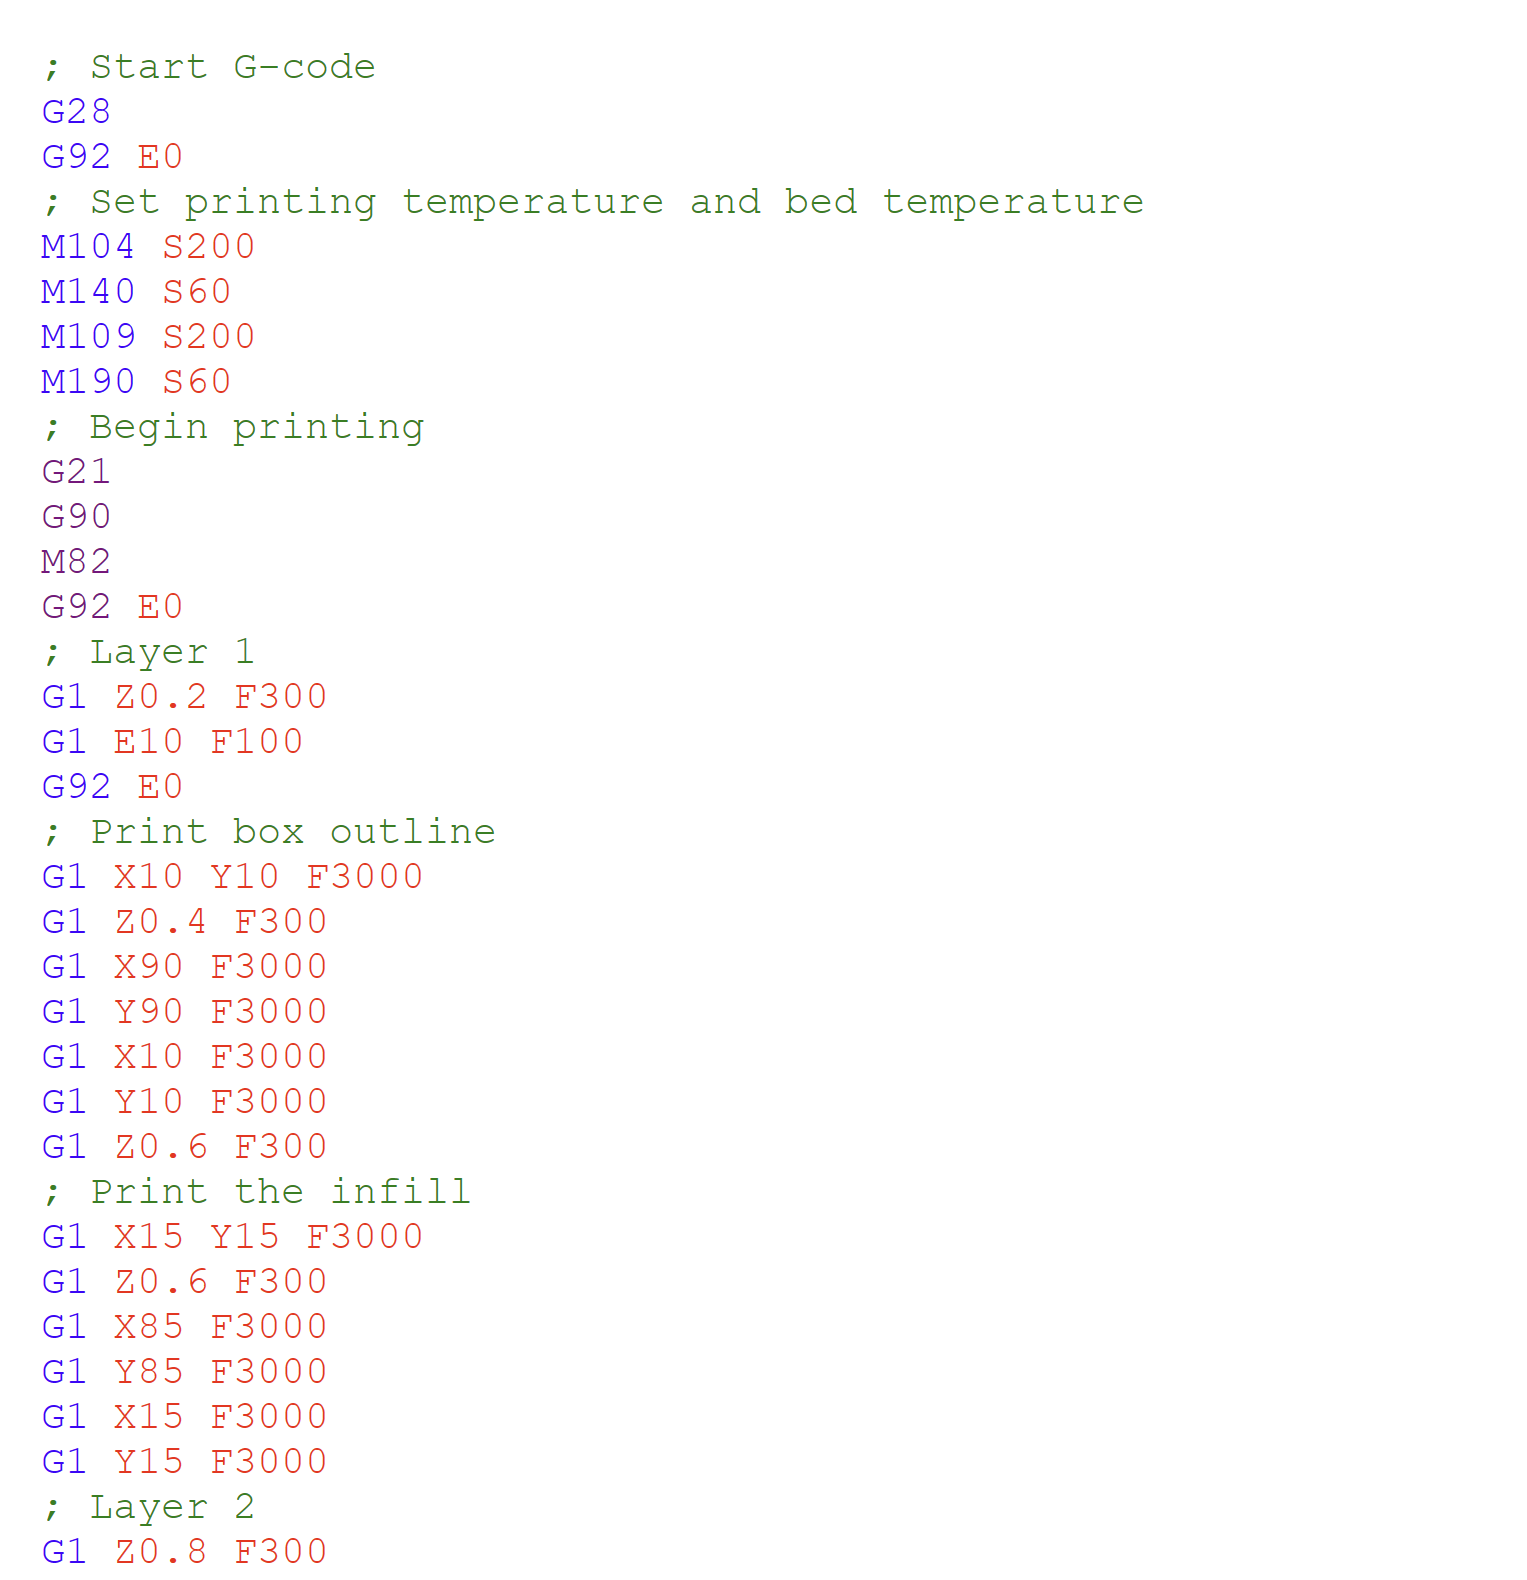 ; Start G-code
G28
G92 E0
; Set printing temperature and bed temperature
M104 S200
M140 S60
M109 S200
M190 S60
; Begin printing
G21
G90
M82
G92 E0
; Layer 1
G1 Z0.2 F300
G1 E10 F100
G92 E0
; Print box outline
G1 X10 Y10 F3000
G1 Z0.4 F300
G1 X90 F3000
G1 Y90 F3000
G1 X10 F3000
G1 Y10 F3000
G1 Z0.6 F300
; Print the infill
G1 X15 Y15 F3000
G1 Z0.6 F300
G1 X85 F3000
G1 Y85 F3000
G1 X15 F3000
G1 Y15 F3000
; Layer 2
G1 Z0.8 F300